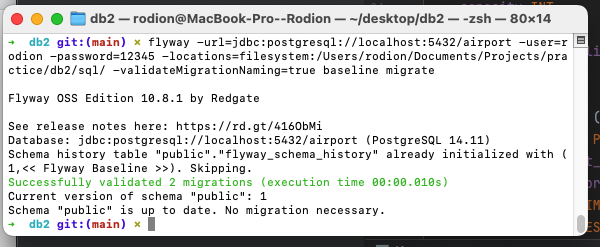 db2 — rodion@MacBook-Pro--Rodion — ~/desktop/db2 — -zsh — 80×14
➜ db2 git:(main) × flyway -url=jdbc:postgresql://localhost:5432/airport -user=r
odion -password=12345 -locations=filesystem:/Users/rodion/Documents/Projects/pra
ctice/db2/sql/ -validateMigrationNaming=true baseline migrate
Flyway OSS Edition 10.8.1 by Redgate
See release notes here: https://rd.gt/416ObMi
Database: jdbc:postgresql://localhost:5432/airport (PostgreSQL 14.11)
Schema history table "public"."flyway_schema_history" already initialized with (
1,<< Flyway Baseline >>). Skipping.
Successfully validated 2 migrations (execution time 00:00.010s)
Current version of schema "public": 1
Schema "public" is up to date. No migration necessary.
➜ db2 git:(main) ×